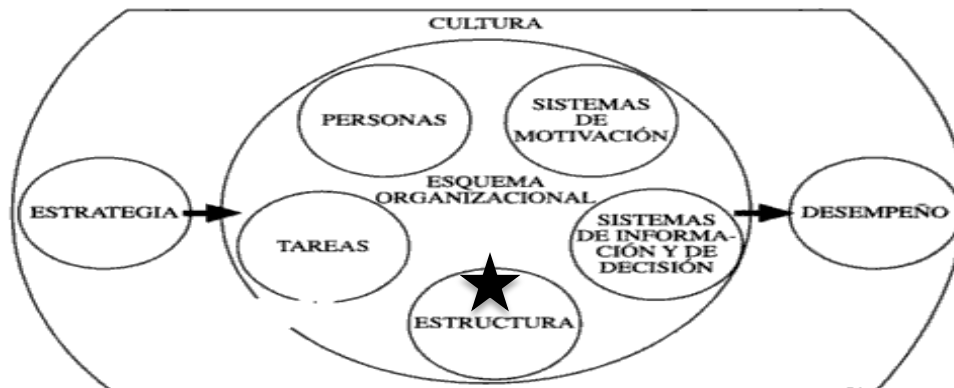 CULTURA
PERSONAS
SISTEMAS
DE
MOTIVACIÓN
ESQUEMA
ORGANIZACIONAL
ESTRATEGIA
TAREAS
SISTEMAS
DE INFORMA-
CIÓN Y DE
DECISIÓN
DESEMPEÑO
ESTRUCTURA